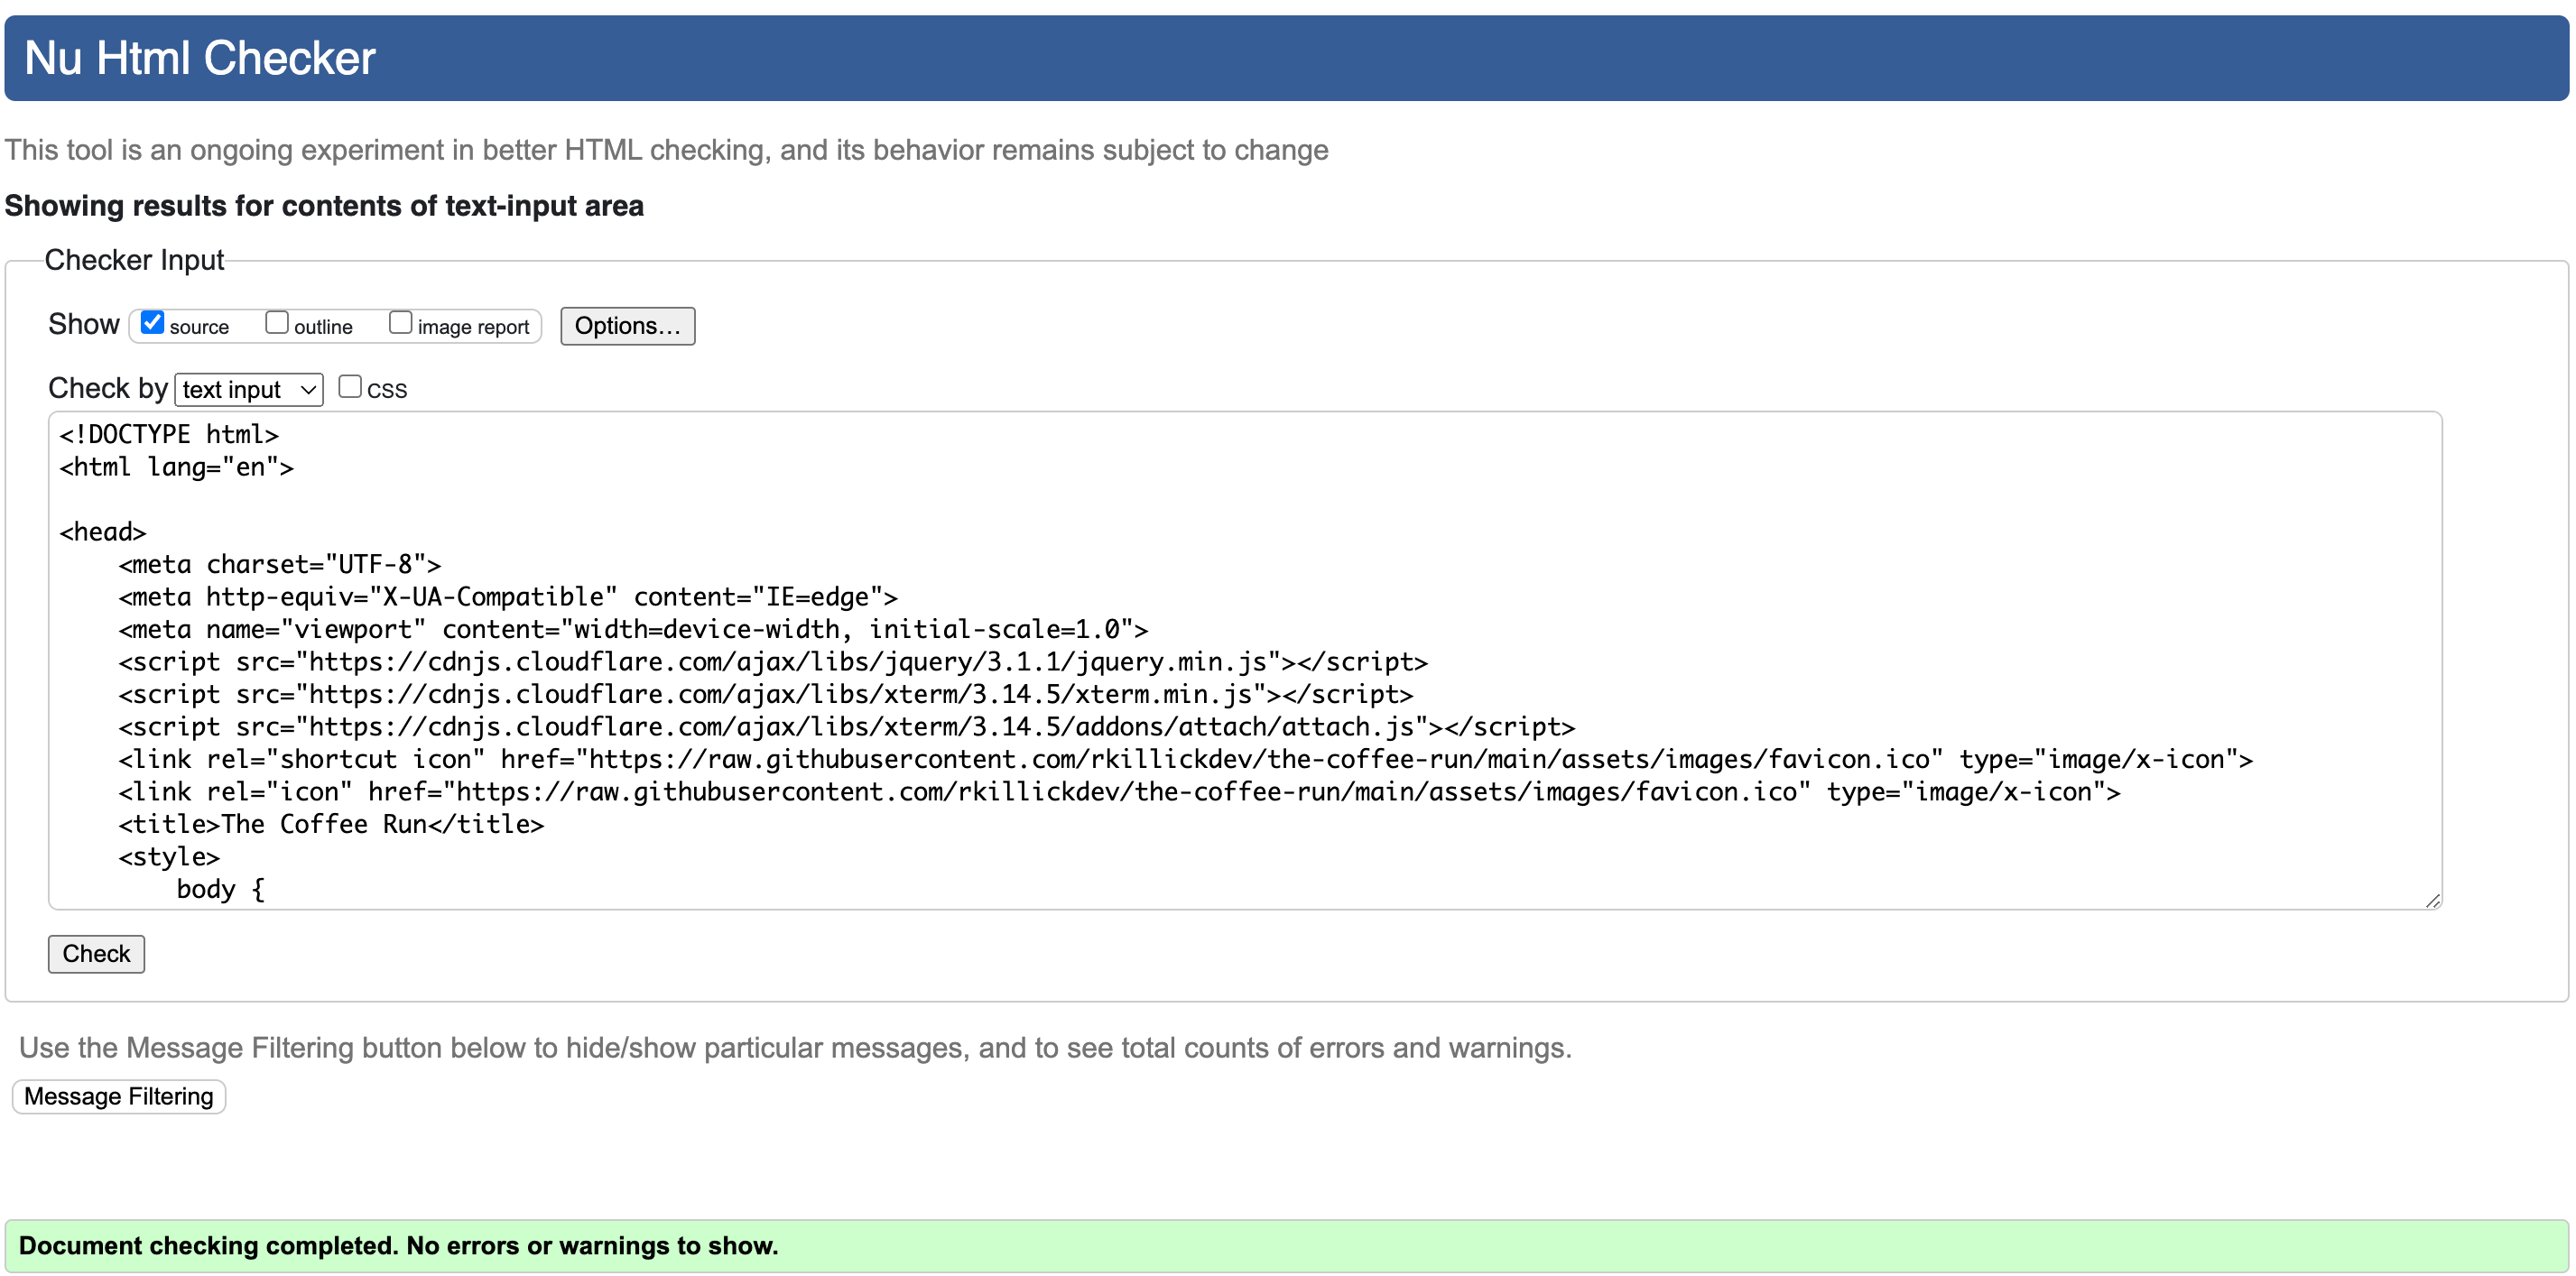 Nu Html Checker
This tool is an ongoing experiment in better HTML checking, and its behavior remains subject to change
Showing results for contents of text-input area
Checker Input
Show source outline image report Options…
Check by text input CSS
<!DOCTYPE html>
<html lang="en">
<head>
    <meta charset="UTF-8">
    <meta http-equiv="X-UA-Compatible" content="IE=edge">
    <meta name="viewport" content="width=device-width, initial-scale=1.0">
    <script src="https://cdnjs.cloudflare.com/ajax/libs/jquery/3.1.1/jquery.min.js"></script>
    <script src="https://cdnjs.cloudflare.com/ajax/libs/xterm/3.14.5/xterm.min.js"></script>
    <script src="https://cdnjs.cloudflare.com/ajax/libs/xterm/3.14.5/addons/attach/attach.js"></script>
    <link rel="shortcut icon" href="https://raw.githubusercontent.com/rkillickdev/the-coffee-run/main/assets/images/favicon.ico" type="image/x-icon">
    <link rel="icon" href="https://raw.githubusercontent.com/rkillickdev/the-coffee-run/main/assets/images/favicon.ico" type="image/x-icon">
    <title>The Coffee Run</title>
    <style>
        body {
Check
Use the Message Filtering button below to hide/show particular messages, and to see total counts of errors and warnings.
Message Filtering
Document checking completed. No errors or warnings to show.